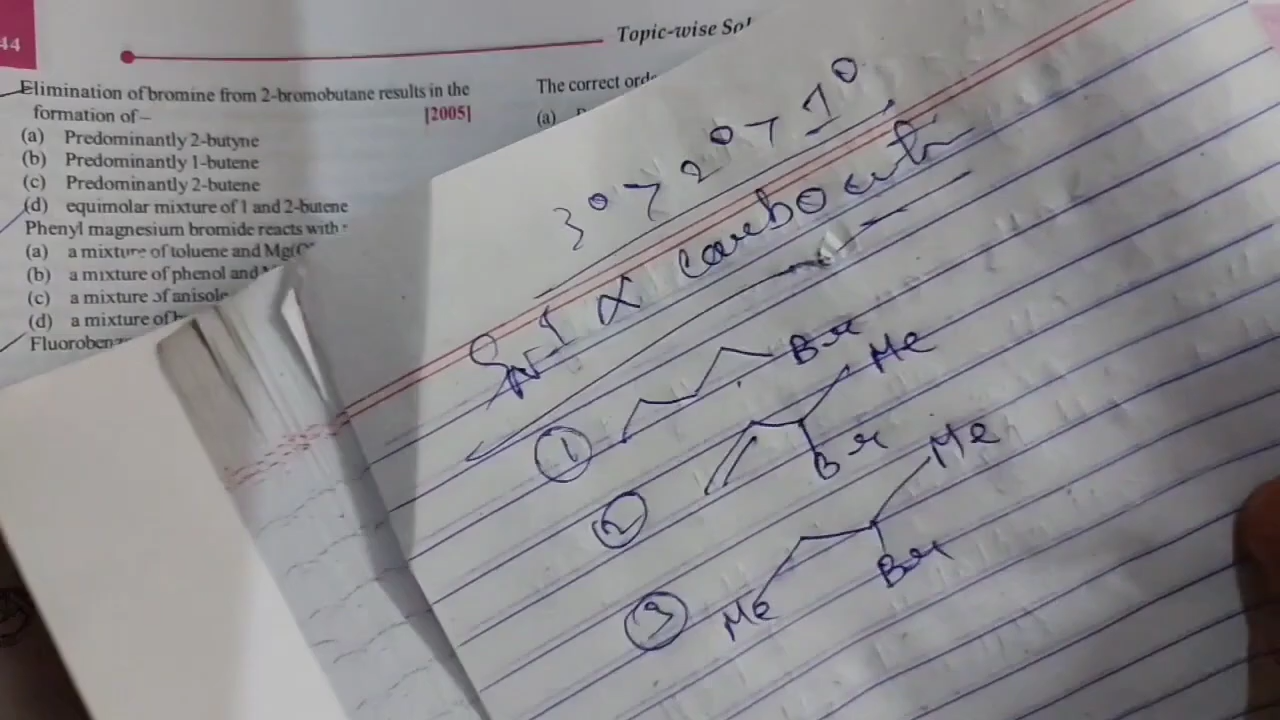 44
Topic-wise So
Elimination of bromine from 2-bromobutane results in the
formation of– [2005]
(a) Predominantly 2-butyne
(b) Predominantly 1-butene
(c) Predominantly 2-butene
(d) equimolar mixture of 1 and 2-butene
Phenyl magnesium bromide reacts with
(a) a mixture of toluene and Mg(O
(b) a mixture of phenol and
(c) a mixture of anisole
(d) a mixture of
Fluoroben
The correct
(a)
3° > 2° > 1°
SN1 ∝
① Br
② Me
Br
③ Me
Me
Br